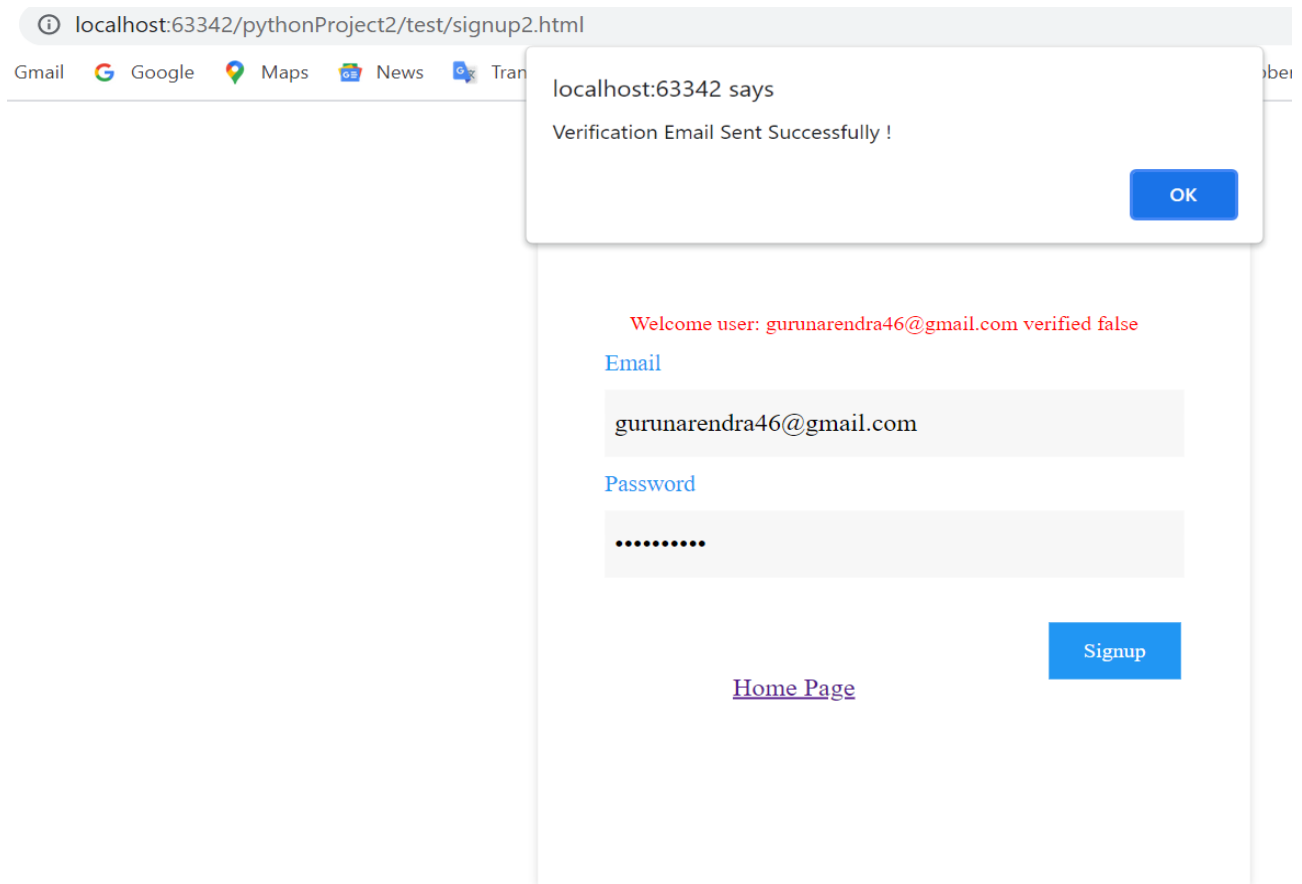 localhost:63342/pythonProject2/test/signup2.html
Gmail Google Maps News Tran
localhost:63342 says
Verification Email Sent Successfully !
OK
Welcome user: gurunarendra46@gmail.com verified false
Email
gurunarendra46@gmail.com
Password
••••••••••
Signup
Home Page